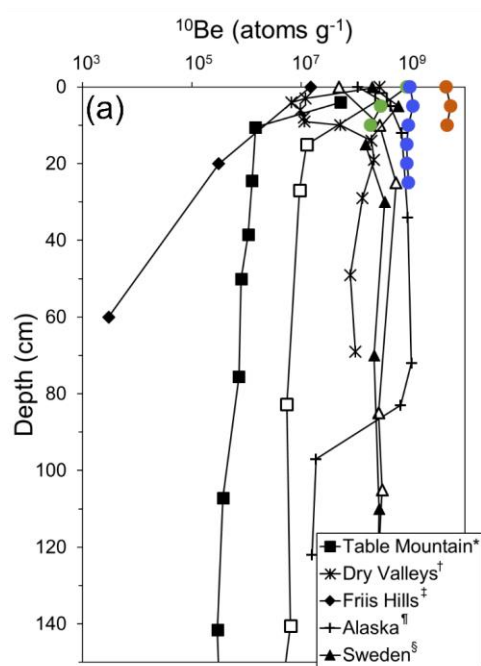 ¹⁰Be (atoms g⁻¹)
10³ 10⁵ 10⁷ 10⁹
(a)
0
20
40
60
80
100
120
140
Depth (cm)
Table Mountain*
Dry Valleys†
Friis Hills‡
Alaska¶
Sweden§